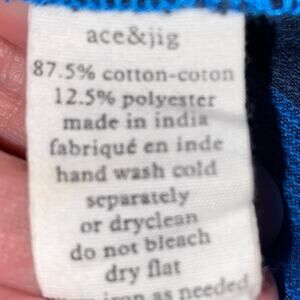 ace&jig
87.5% cotton-coton
12.5% polyester
made in india
fabriqué en inde
hand wash cold
separately
or dryclean
do not bleach
dry flat
iron as needed